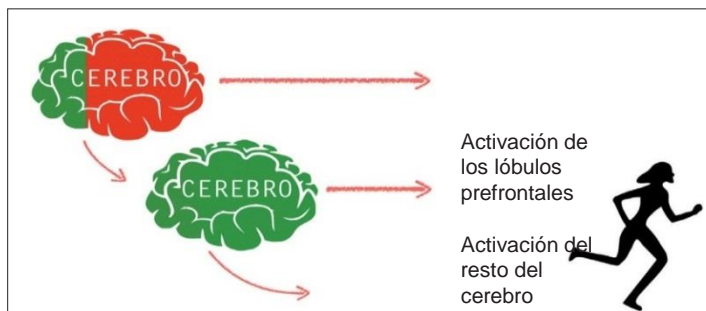 CEREBRO
CEREBRO
Activación de
los lóbulos
prefrontales
Activación del
resto del
cerebro